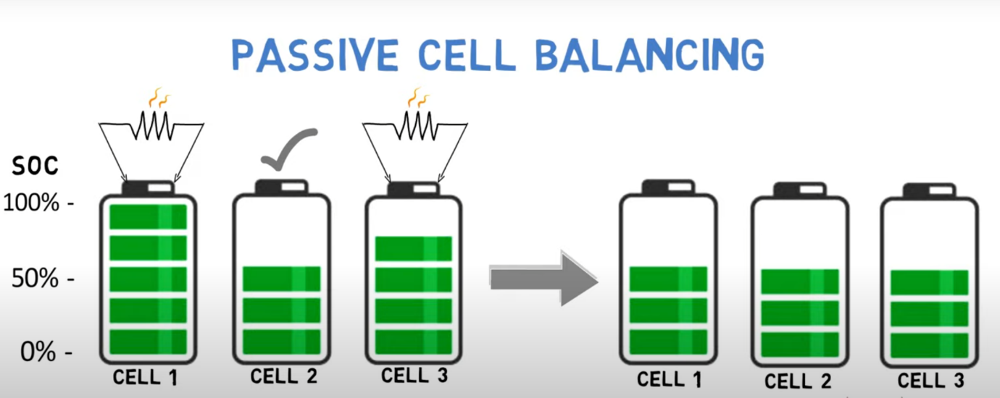 PASSIVE CELL BALANCING
SOC
100% -
50% -
0% -
CELL 1
CELL 2
CELL 3
CELL 1
CELL 2
CELL 3